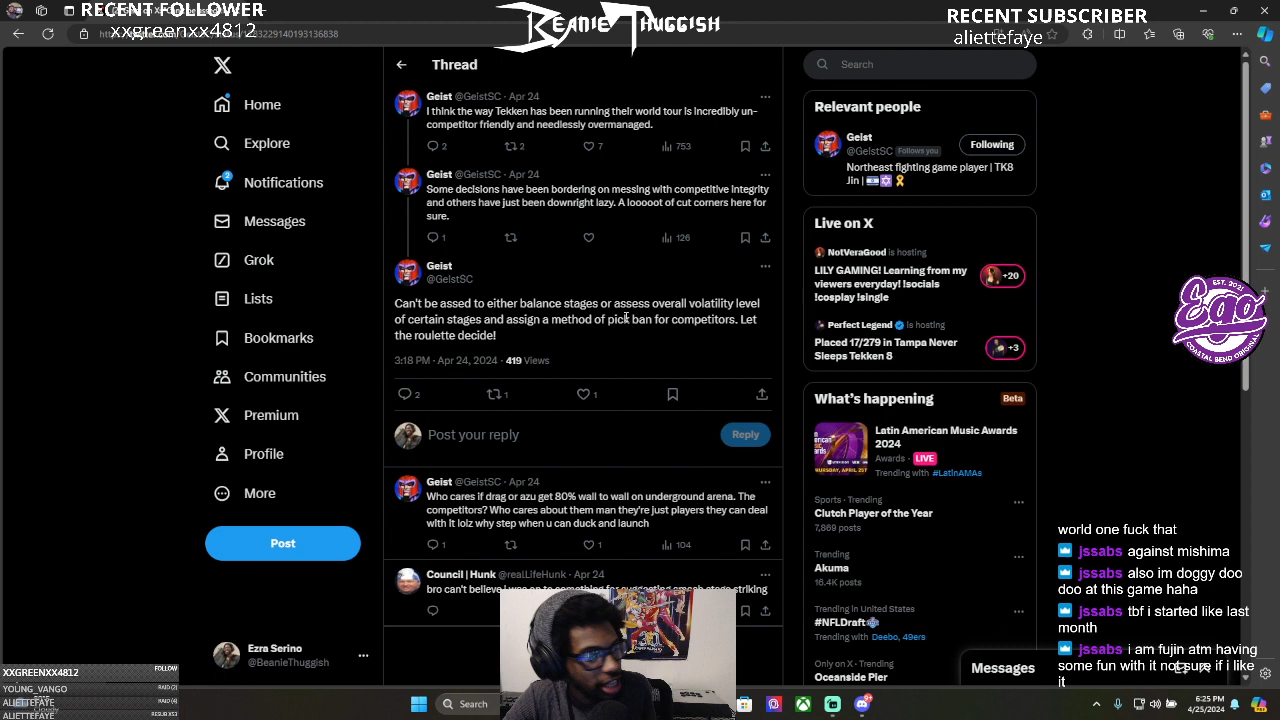 RECENT FOLLOWER
xxgreenxx4812
BEANIETHUGGISH
RECENT SUBSCRIBER
aliettefaye
Home
Explore
2
Notifications
Messages
Grok
Lists
Bookmarks
Communities
Premium
Profile
More
Post
Ezra Serino
@BeanieThuggish
Thread
Geist @GeistSC · Apr 24
I think the way Tekken has been running their world tour is incredibly un-
competitor friendly and needlessly overmanaged.
2 2 7 753
Geist @GeistSC · Apr 24
Some decisions have been bordering on messing with competitive integrity
and others have just been downright lazy. A looooot of cut corners here for
sure.
1 126
Geist
@GeistSC
Can't be assed to either balance stages or assess overall volatility level
of certain stages and assign a method of pick ban for competitors. Let
the roulette decide!
3:18 PM · Apr 24, 2024 · 419 Views
2 1 1
Post your reply
Reply
Geist @GeistSC · Apr 24
Who cares if drag or azu get 80% wall to wall on underground arena. The
competitors? Who cares about them man they're just players they can deal
with it lolz why step when u can duck and launch
1 1 104
Council | Hunk @realLifeHunk · Apr 24
Search
Relevant people
Geist
@GeistSC Follows you
Following
Northeast fighting game player | TK8
Jin |
Live on X
NotVeraGood is hosting
LILY GAMING! Learning from my
viewers everyday! !socials
!cosplay !single
+20
Perfect Legend is hosting
Placed 17/279 in Tampa Never
Sleeps Tekken 8
+3
What's happening
Beta
Latin American Music Awards
2024
Awards · LIVE
Trending with #LatinAMAs
Sports · Trending
Clutch Player of the Year
7,869 posts
Trending
Akuma
16.4K posts
Trending in United States
#NFLDraft
Trending with Deebo, 49ers
Only on X · Trending
Oceanside Pier
Messages
EST. 2021
Ego
COASTAL BEND ORIGINAL
world one fuck that
jssabs against mishima
jssabs also im doggy doo
doo at this game haha
jssabs tbf i started like last
month
jssabs i am fujin atm having
some fun with it not sure if i like
it
XXGREENXX4812 FOLLOW
YOUNG_VANGO RAID (2)
ALIETTEFAYE RAID (4)
ALIETTEFAYE RESUB X53
Search
6:25 PM
4/25/2024